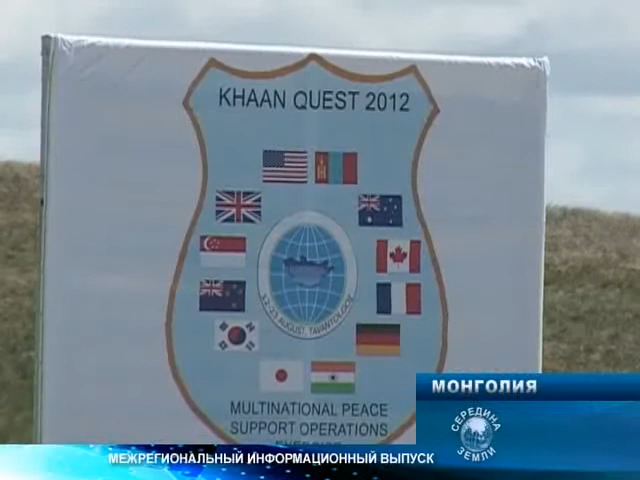 KHAAN QUEST 2012
12-23 AUGUST, TAVANTOLGOI
MULTINATIONAL PEACE
SUPPORT OPERATIONS
МОНГОЛИЯ
СЕРЕДИНА
ЗЕМЛИ
МЕЖРЕГИОНАЛЬНЫЙ ИНФОРМАЦИОННЫЙ ВЫПУСК